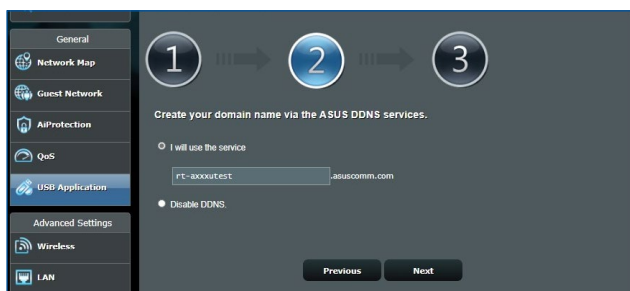 General
Network Map
Guest Network
AiProtection
QoS
USB Application
Advanced Settings
Wireless
LAN
1
2
3
Create your domain name via the ASUS DDNS services.
I will use the service
rt-axxxutest .asuscomm.com
Disable DDNS.
Previous Next